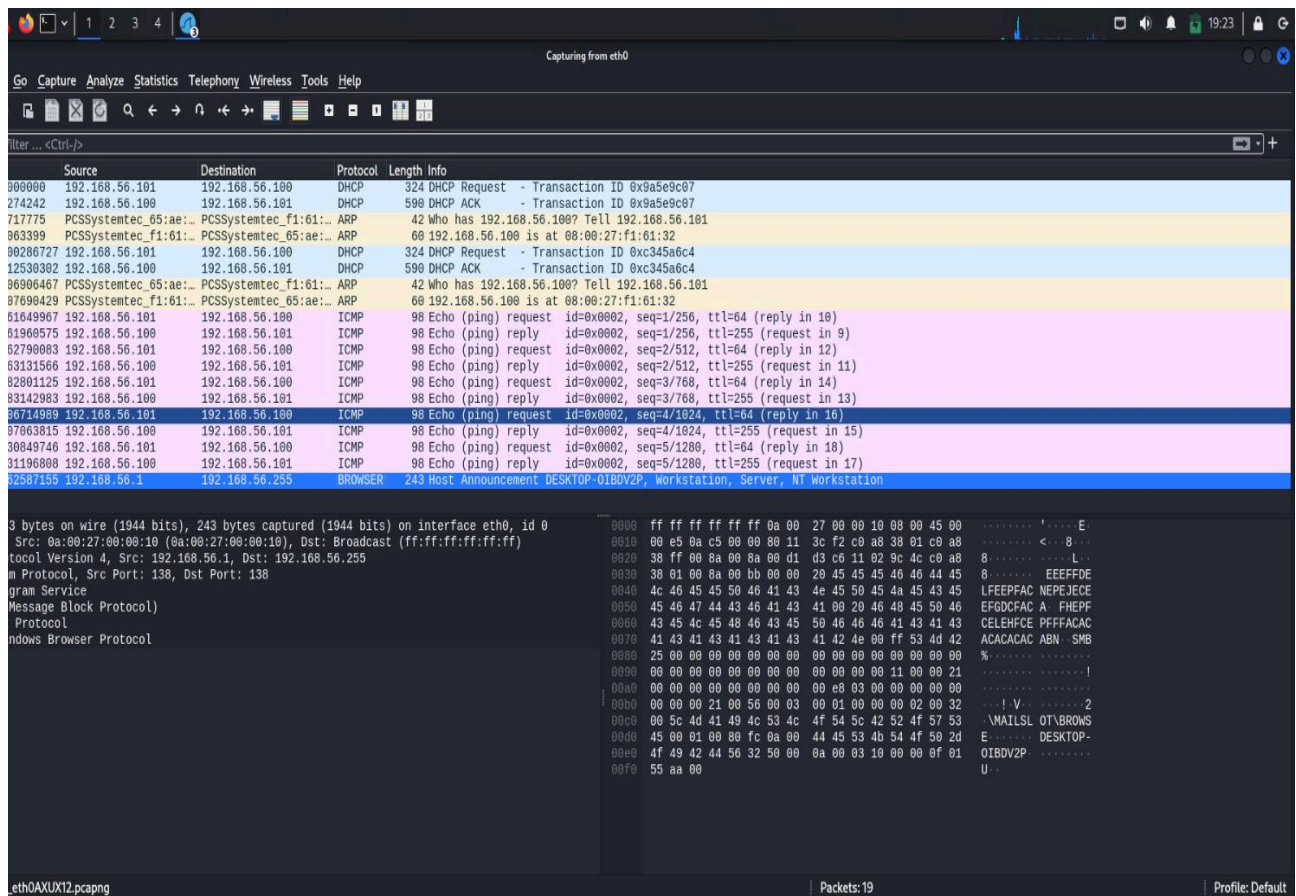 1 2 3 4 3 19:23
Capturing from eth0
Go Capture Analyze Statistics Telephony Wireless Tools Help
filter … <Ctrl-/>
Source Destination Protocol Length Info
000000 192.168.56.101 192.168.56.100 DHCP 324 DHCP Request - Transaction ID 0x9a5e9c07
274242 192.168.56.100 192.168.56.101 DHCP 590 DHCP ACK - Transaction ID 0x9a5e9c07
717775 PCSSystemtec_65:ae:… PCSSystemtec_f1:61:… ARP 42 Who has 192.168.56.100? Tell 192.168.56.101
063399 PCSSystemtec_f1:61:… PCSSystemtec_65:ae:… ARP 60 192.168.56.100 is at 08:00:27:f1:61:32
00286727 192.168.56.101 192.168.56.100 DHCP 324 DHCP Request - Transaction ID 0xc345a6c4
12530302 192.168.56.100 192.168.56.101 DHCP 590 DHCP ACK - Transaction ID 0xc345a6c4
06906467 PCSSystemtec_65:ae:… PCSSystemtec_f1:61:… ARP 42 Who has 192.168.56.100? Tell 192.168.56.101
07690429 PCSSystemtec_f1:61:… PCSSystemtec_65:ae:… ARP 60 192.168.56.100 is at 08:00:27:f1:61:32
61649967 192.168.56.101 192.168.56.100 ICMP 98 Echo (ping) request id=0x0002, seq=1/256, ttl=64 (reply in 10)
61960575 192.168.56.100 192.168.56.101 ICMP 98 Echo (ping) reply id=0x0002, seq=1/256, ttl=255 (request in 9)
62790083 192.168.56.101 192.168.56.100 ICMP 98 Echo (ping) request id=0x0002, seq=2/512, ttl=64 (reply in 12)
63131566 192.168.56.100 192.168.56.101 ICMP 98 Echo (ping) reply id=0x0002, seq=2/512, ttl=255 (request in 11)
82801125 192.168.56.101 192.168.56.100 ICMP 98 Echo (ping) request id=0x0002, seq=3/768, ttl=64 (reply in 14)
83142983 192.168.56.100 192.168.56.101 ICMP 98 Echo (ping) reply id=0x0002, seq=3/768, ttl=255 (request in 13)
06714989 192.168.56.101 192.168.56.100 ICMP 98 Echo (ping) request id=0x0002, seq=4/1024, ttl=64 (reply in 16)
07063815 192.168.56.100 192.168.56.101 ICMP 98 Echo (ping) reply id=0x0002, seq=4/1024, ttl=255 (request in 15)
30849746 192.168.56.101 192.168.56.100 ICMP 98 Echo (ping) request id=0x0002, seq=5/1280, ttl=64 (reply in 18)
31196808 192.168.56.100 192.168.56.101 ICMP 98 Echo (ping) reply id=0x0002, seq=5/1280, ttl=255 (request in 17)
62587155 192.168.56.1 192.168.56.255 BROWSER 243 Host Announcement DESKTOP-OIBDV2P, Workstation, Server, NT Workstation
3 bytes on wire (1944 bits), 243 bytes captured (1944 bits) on interface eth0, id 0
Src: 0a:00:27:00:00:10 (0a:00:27:00:00:10), Dst: Broadcast (ff:ff:ff:ff:ff:ff)
tocol Version 4, Src: 192.168.56.1, Dst: 192.168.56.255
m Protocol, Src Port: 138, Dst Port: 138
gram Service
Message Block Protocol)
Protocol
ndows Browser Protocol
0000 ff ff ff ff ff ff 0a 00 27 00 00 10 08 00 45 00 ········ '·····E·
0010 00 e5 0a c5 00 00 80 11 3c f2 c0 a8 38 01 c0 a8 ········ <···8···
0020 38 ff 00 8a 00 8a 00 d1 d3 c6 11 02 9c 4c c0 a8 8······· ·····L··
0030 38 01 00 8a 00 bb 00 00 20 45 45 45 46 46 44 45 8······· EEEFFDE
0040 4c 46 45 45 50 46 41 43 4e 45 50 45 4a 45 43 45 LFEEPFAC NEPEJECE
0050 45 46 47 44 43 46 41 43 41 00 20 46 48 45 50 46 EFGDCFAC A· FHEPF
0060 43 45 4c 45 48 46 43 45 50 46 46 46 41 43 41 43 CELEHFCE PFFFACAC
0070 41 43 41 43 41 43 41 43 41 42 4e 00 ff 53 4d 42 ACACACAC ABN··SMB
0080 25 00 00 00 00 00 00 00 00 00 00 00 00 00 00 00 %······· ········
0090 00 00 00 00 00 00 00 00 00 00 00 00 11 00 00 21 ········ ·······!
00a0 00 00 00 00 00 00 00 00 00 e8 03 00 00 00 00 00 ········ ········
00b0 00 00 00 21 00 56 00 03 00 01 00 00 00 02 00 32 ···!·V·· ·······2
00c0 00 5c 4d 41 49 4c 53 4c 4f 54 5c 42 52 4f 57 53 ·\MAILSL OT\BROWS
00d0 45 00 01 00 80 fc 0a 00 44 45 53 4b 54 4f 50 2d E······· DESKTOP-
00e0 4f 49 42 44 56 32 50 00 0a 00 03 10 00 00 0f 01 OIBDV2P· ········
00f0 55 aa 00 U··
_eth0AXUX12.pcapng Packets: 19 Profile: Default